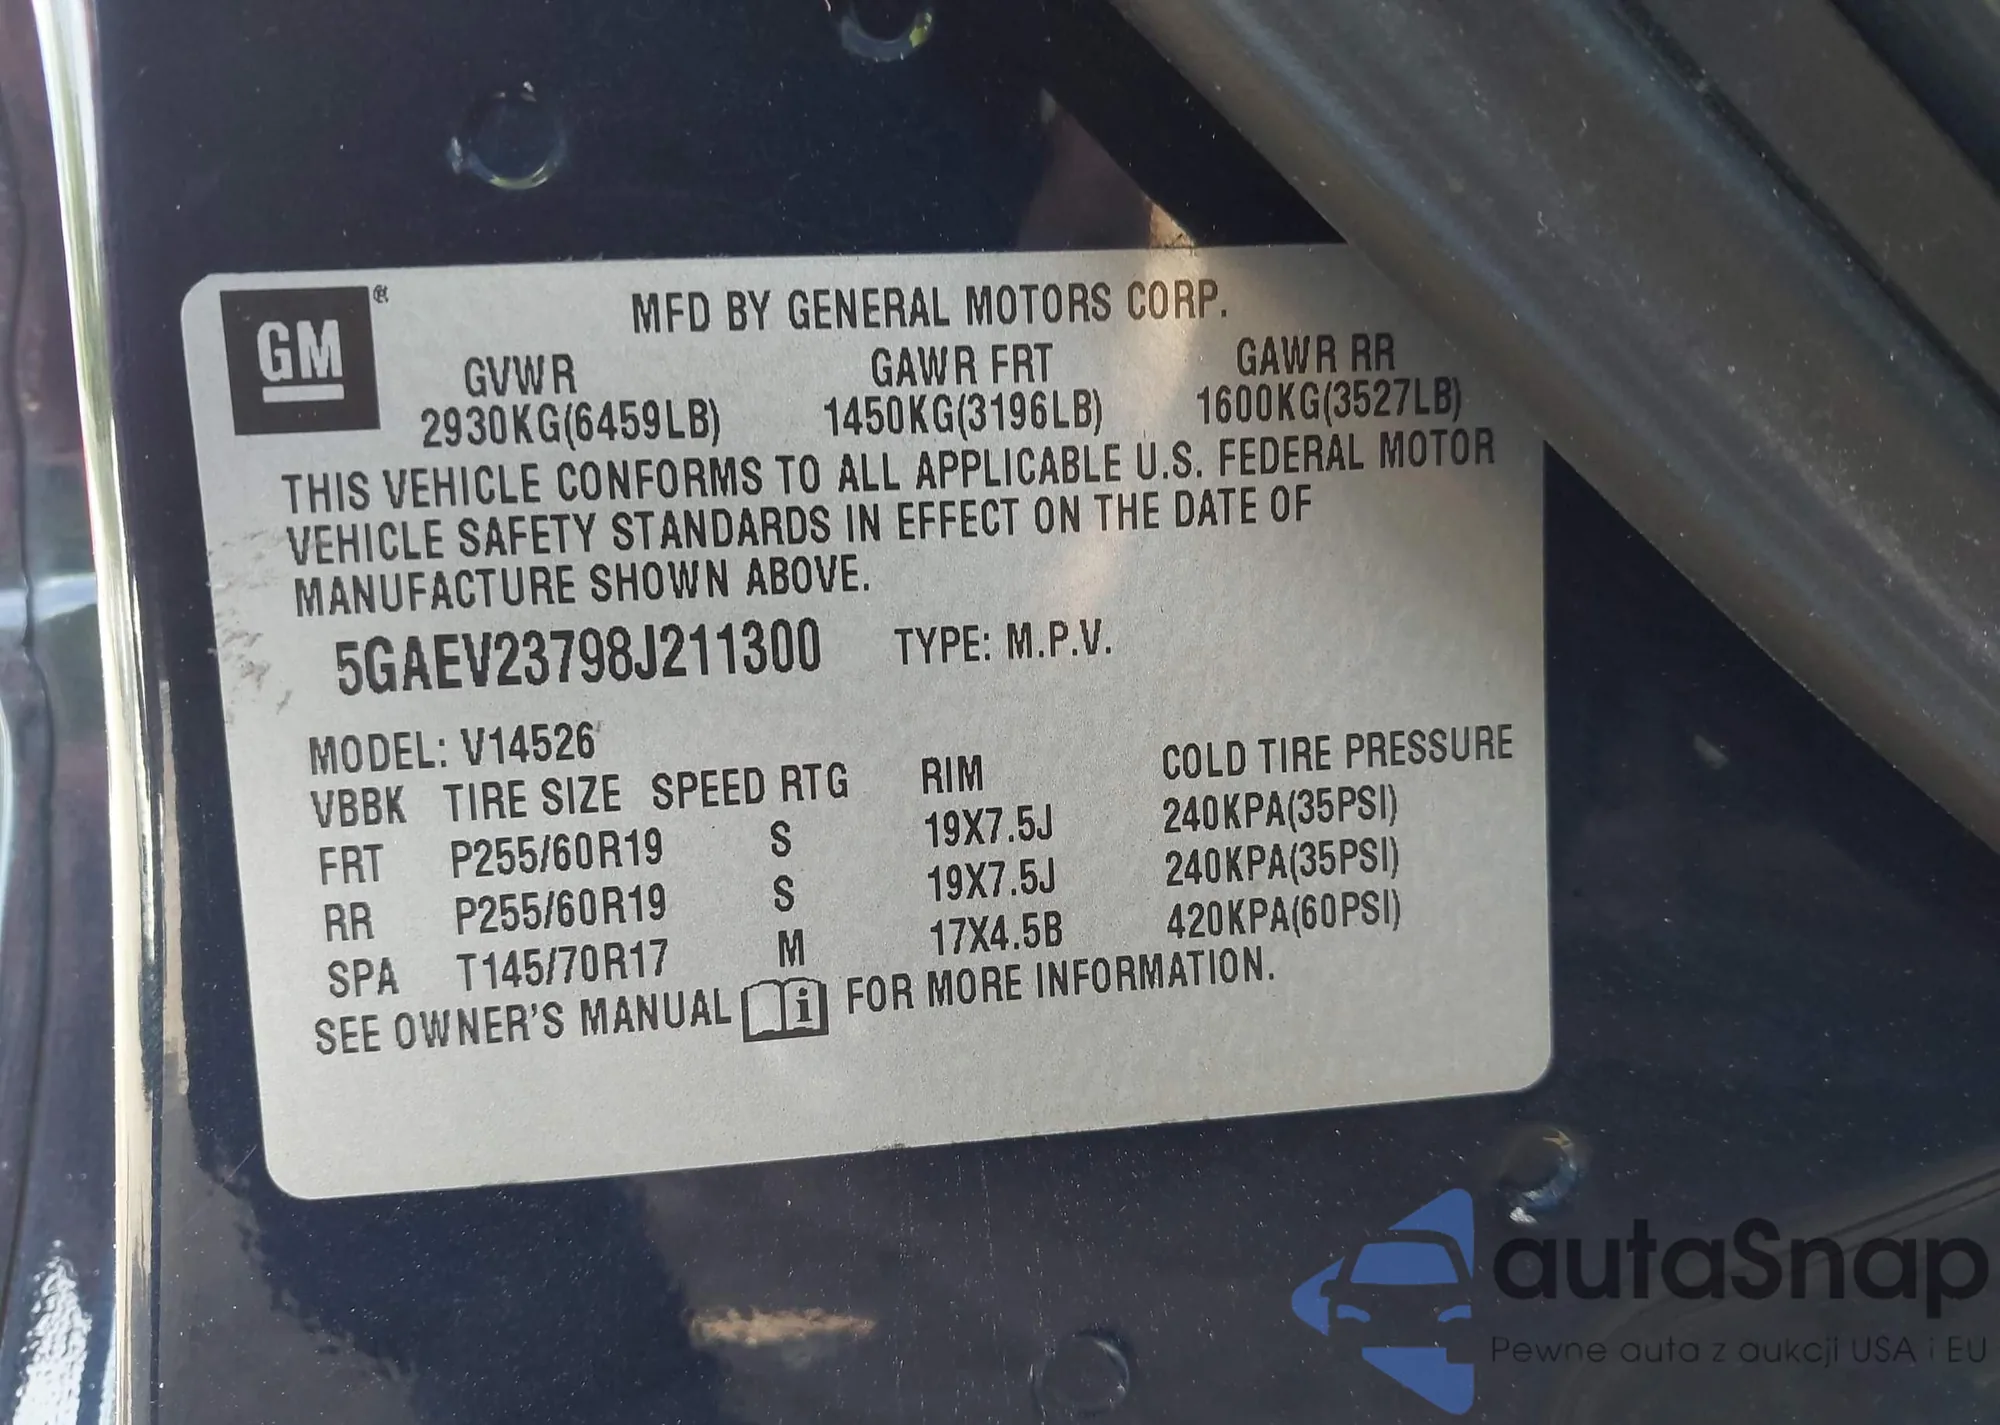 GM®
MFD BY GENERAL MOTORS CORP.
GVWR GAWR FRT GAWR RR
2930KG(6459LB) 1450KG(3196LB) 1600KG(3527LB)
THIS VEHICLE CONFORMS TO ALL APPLICABLE U.S. FEDERAL MOTOR
VEHICLE SAFETY STANDARDS IN EFFECT ON THE DATE OF
MANUFACTURE SHOWN ABOVE.
5GAEV23798J211300 TYPE: M.P.V.
MODEL: V14526
VBBK TIRE SIZE SPEED RTG RIM COLD TIRE PRESSURE
FRT P255/60R19 S 19X7.5J 240KPA(35PSI)
RR P255/60R19 S 19X7.5J 240KPA(35PSI)
SPA T145/70R17 M 17X4.5B 420KPA(60PSI)
SEE OWNER'S MANUAL i FOR MORE INFORMATION.
autaSnap
Pewne auta z aukcji USA i EU